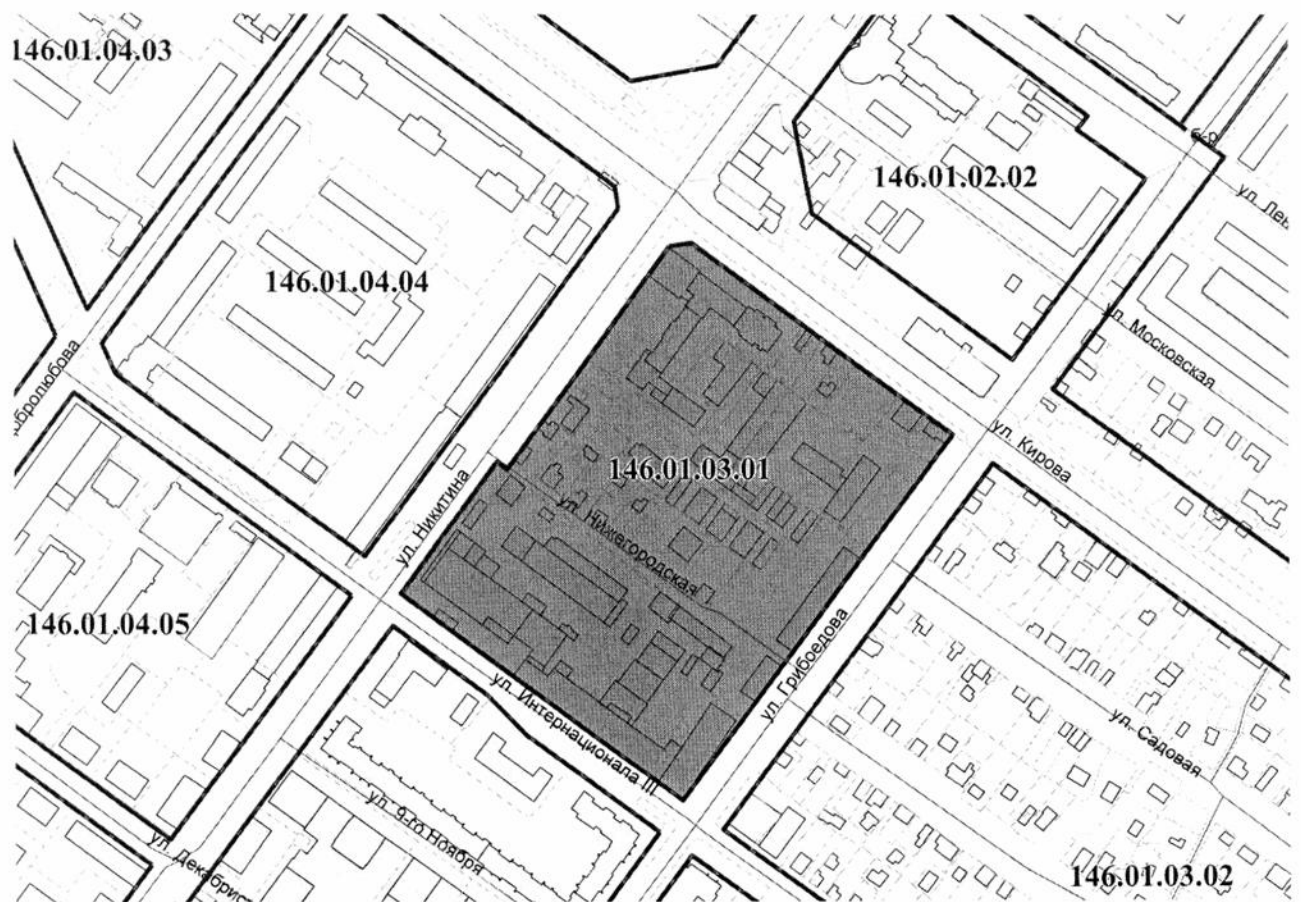 146.01.04.03
б-р
146.01.02.02
146.01.04.04
ул. Московская
ул. Кирова
146.01.03.01
ул. Никитина
ул. Нижегородская
146.01.04.05
ул. Грибоедова
ул. Интернационала III
ул. Садовая
ул. 9-го Ноября
146.01.03.02